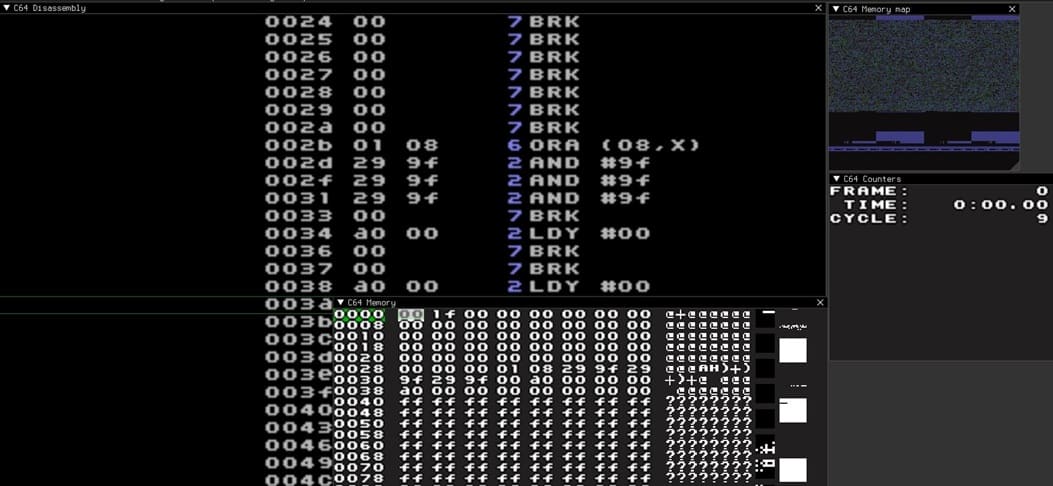 C64 Disassembly
0024 00 7 BRK
0025 00 7 BRK
0026 00 7 BRK
0027 00 7 BRK
0028 00 7 BRK
0029 00 7 BRK
002a 00 7 BRK
002b 01 08 6 ORA (08,X)
002d 29 9f 2 AND #9f
002f 29 9f 2 AND #9f
0031 29 9f 2 AND #9f
0033 00 7 BRK
0034 a0 00 2 LDY #00
0036 00 7 BRK
0037 00 7 BRK
0038 a0 00 2 LDY #00
003a
003b
003c
003d
003e
003f
0040
0043
0046
0049
004c
C64 Memory
0000 00 1f 00 00 00 00 00 00 @+@@@@@@
0008 00 00 00 00 00 00 00 00 @@@@@@@@
0010 00 00 00 00 00 00 00 00 @@@@@@@@
0018 00 00 00 00 00 00 00 00 @@@@@@@@
0020 00 00 00 00 00 00 00 00 @@@@@@@@
0028 00 00 00 01 08 29 9f 29 @@@AH)+)
0030 9f 29 9f 00 a0 00 00 00 +)+@ @@@
0038 a0 00 00 00 00 00 00 00 @@@@@@@
0040 ff ff ff ff ff ff ff ff ????????
0048 ff ff ff ff ff ff ff ff ????????
0050 ff ff ff ff ff ff ff ff ????????
0058 ff ff ff ff ff ff ff ff ????????
0060 ff ff ff ff ff ff ff ff ????????
0068 ff ff ff ff ff ff ff ff ????????
0070 ff ff ff ff ff ff ff ff ????????
0078 ff ff ff ff ff ff ff ff ????????
C64 Memory map
C64 Counters
FRAME: 0
TIME: 0:00.00
CYCLE: 9